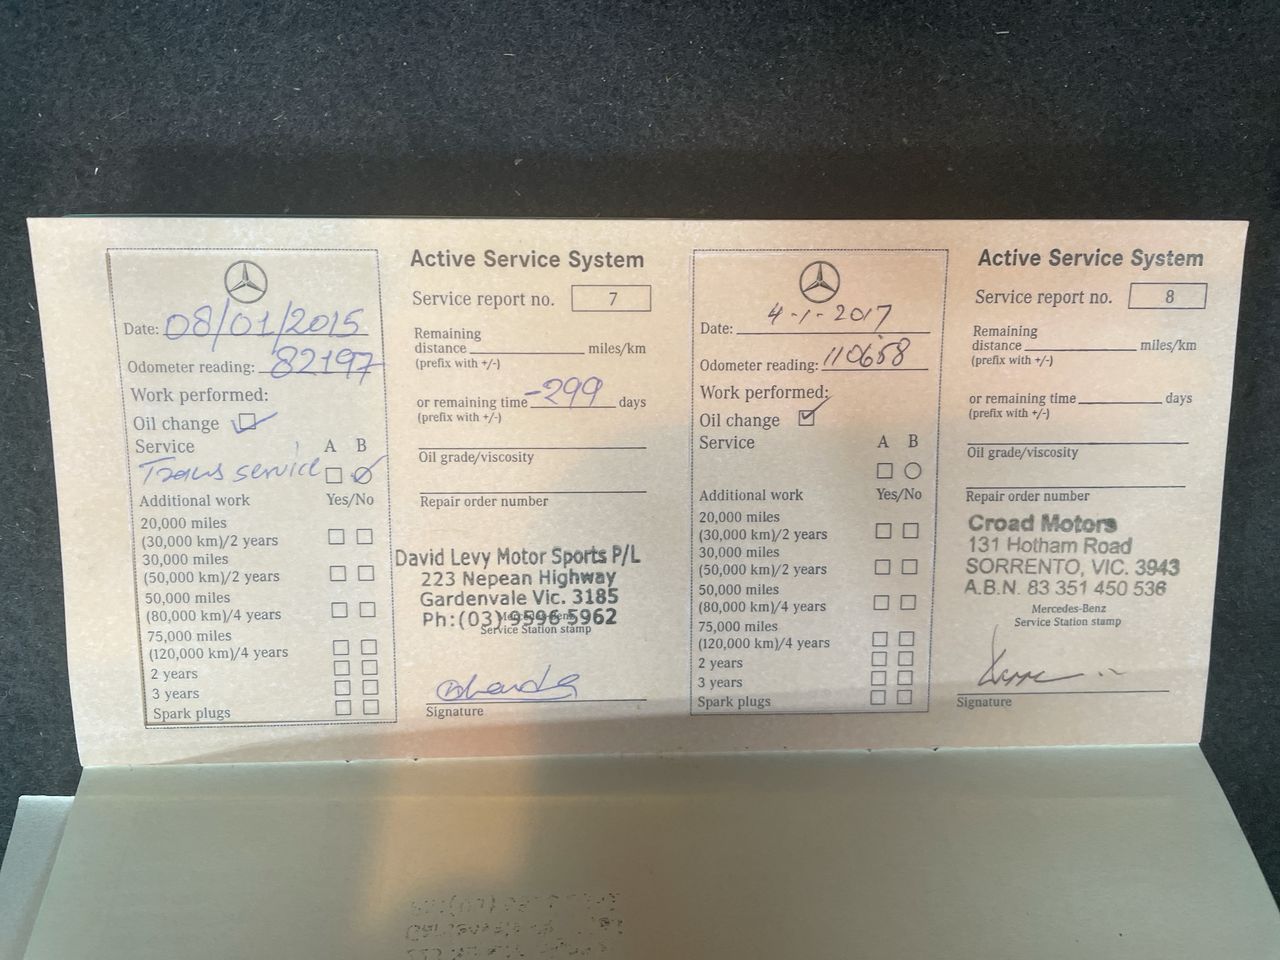 Date: 08/01/2015
Odometer reading: 82197
Work performed:
Oil change
Service A B
Trans service
Additional work Yes/No
20,000 miles
(30,000 km)/2 years
30,000 miles
(50,000 km)/2 years
50,000 miles
(80,000 km)/4 years
75,000 miles
(120,000 km)/4 years
2 years
3 years
Spark plugs
Active Service System
Service report no. 7
Remaining
distance miles/km
(prefix with +/-)
or remaining time -299 days
(prefix with +/-)
Oil grade/viscosity
Repair order number
David Levy Motor Sports P/L
223 Nepean Highway
Gardenvale Vic. 3185
Ph:(03) 9596 5962
Mercedes-Benz
Service Station stamp
Signature
Date: 4-1-2017
Odometer reading: 110658
Work performed:
Oil change
Service A B
Additional work Yes/No
20,000 miles
(30,000 km)/2 years
30,000 miles
(50,000 km)/2 years
50,000 miles
(80,000 km)/4 years
75,000 miles
(120,000 km)/4 years
2 years
3 years
Spark plugs
Active Service System
Service report no. 8
Remaining
distance miles/km
(prefix with +/-)
or remaining time days
(prefix with +/-)
Oil grade/viscosity
Repair order number
Croad Motors
131 Hotham Road
SORRENTO, VIC. 3943
A.B.N. 83 351 450 536
Mercedes-Benz
Service Station stamp
Signature